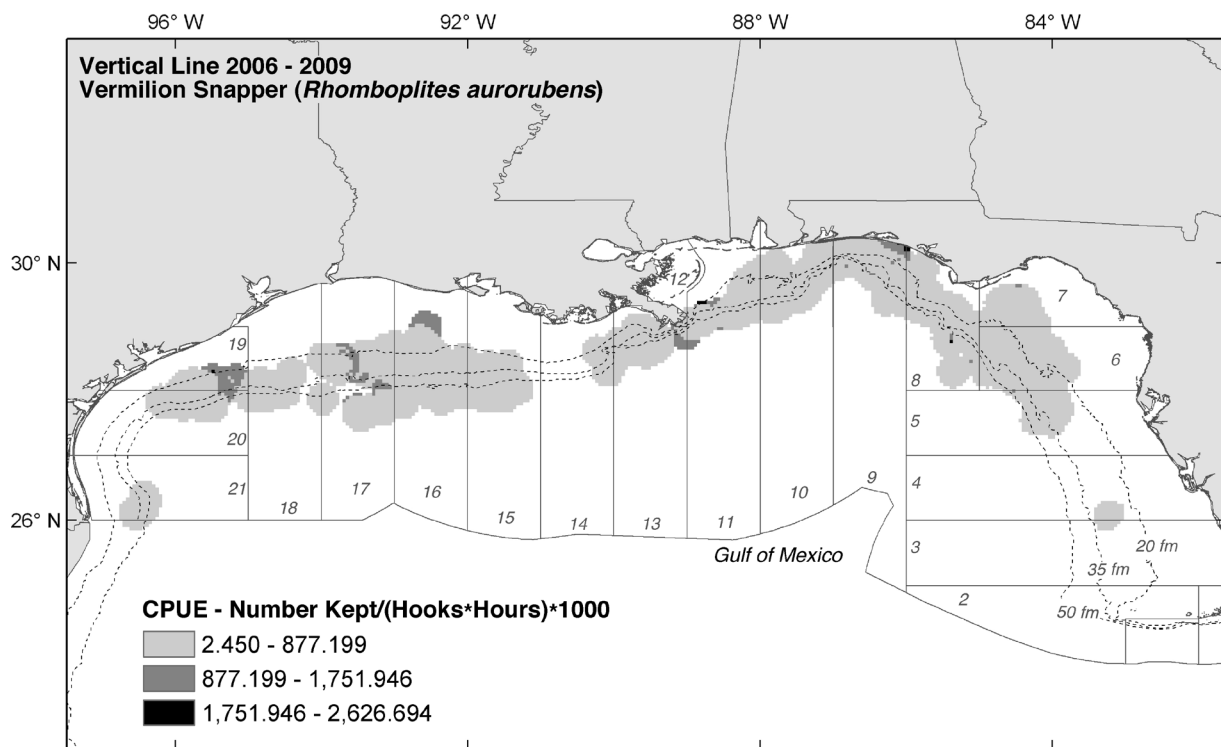 96° W 92° W 88° W 84° W
Vertical Line 2006 - 2009
Vermilion Snapper (Rhomboplites aurorubens)
30° N
12
7
19
6
8
5
20
21
18
17
16
15
14
13
11
10
9
4
26° N
3
Gulf of Mexico
20 fm
35 fm
2
50 fm
CPUE - Number Kept/(Hooks*Hours)*1000
2.450 - 877.199
877.199 - 1,751.946
1,751.946 - 2,626.694